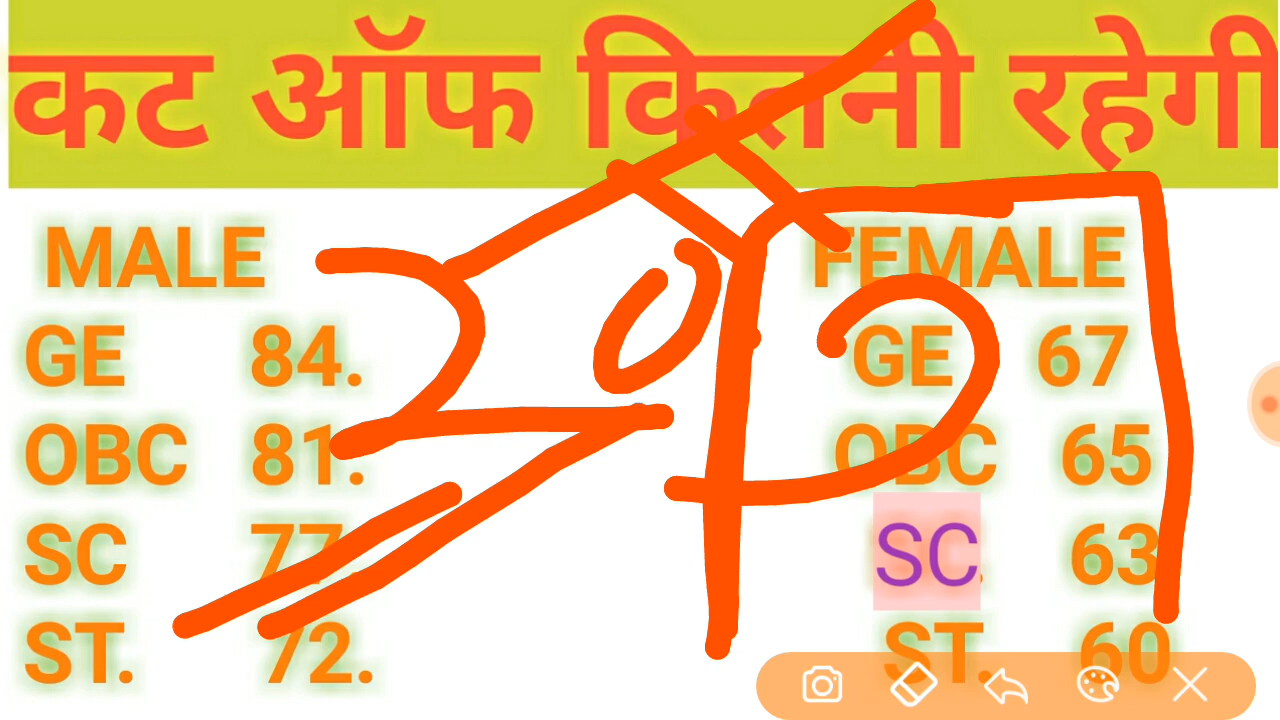 कट ऑफ कितनी रहेगी
MALE FEMALE
GE 84. GE 67
OBC 81. OBC 65
SC 77. SC. 63
ST. 72. ST. 60